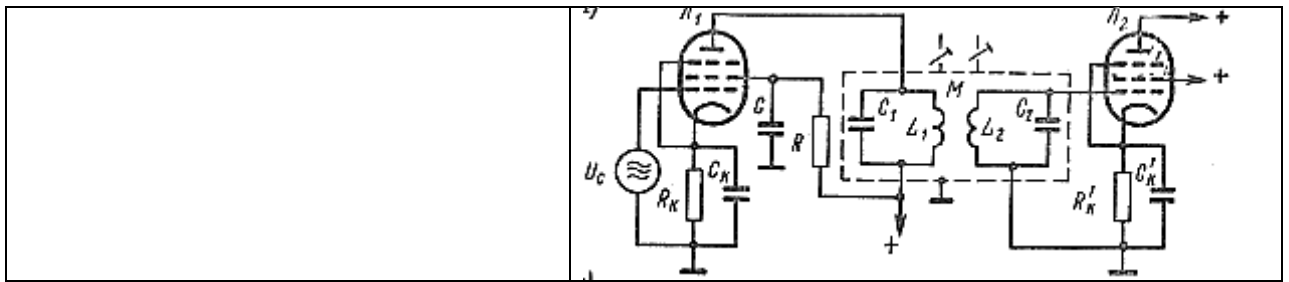 Л₁
Л₂
+
+
C
R
C₁
L₁
M
L₂
C₂
U_C
R_К
C_К
R'_К
C'_К
+